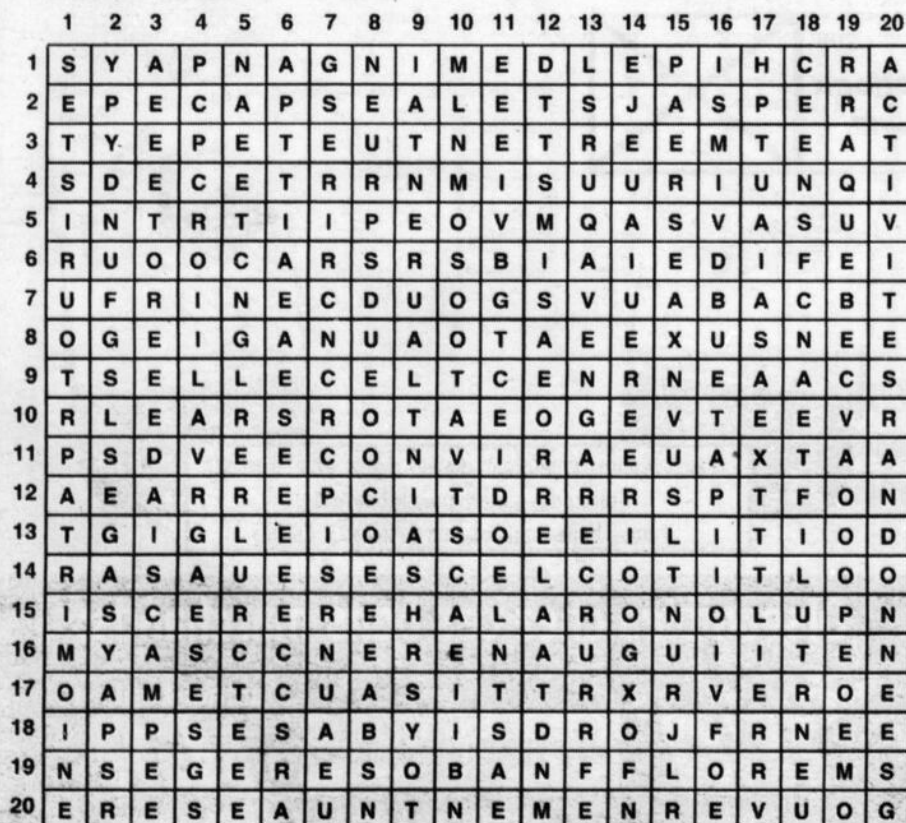 1 2 3 4 5 6 7 8 9 10 11 12 13 14 15 16 17 18 19 20
1 S Y A P N A G N I M E D L E P I H C R A
2 E P E C A P S E A L E T S J A S P E R C
3 T Y E P E T E U T N E T R E E M T E A T
4 S D E C E T R R N M I S U U R I U N Q I
5 I N T R T I I P E O V M Q A S V A S U V
6 R U O O C A R S R S B I A I E D I F E I
7 U F R I N E C D U O G S V U A B A C B T
8 O G E I G A N U A O T A E E X U S N E E
9 T S E L L E C E L T C E N R N E A A C S
10 R L E A R S R O T A E O G E V T E E V R
11 P S D V E E C O N V I R A E U A X T A A
12 A E A R R E P C I T D R R R S P T F O N
13 T G I G L E I O A S O E E I L I T I O D
14 R A S A U E S E S C E L C O T I T L O O
15 I S C E R E R E H A L A R O N O L U P N
16 M Y A S C C N E R E N A U G U I I T E N
17 O A M E T C U A S I T T R X R V E R O E
18 I P P S E S A B Y I S D R O J F R N E E
19 N S E G E R E S O B A N F F L O R E M S
20 E R E S E A U N T N E M E N R E V U O G